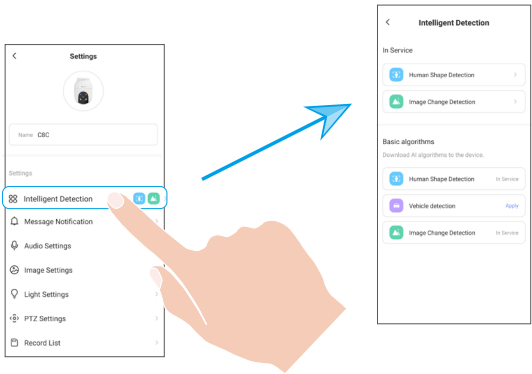 Settings
Name CBC
Settings
Intelligent Detection
Message Notification
Audio Settings
Image Settings
Light Settings
PTZ Settings
Record List
Intelligent Detection
In Service
Human Shape Detection
Image Change Detection
Basic algorithms
Download AI algorithms to the device.
Human Shape Detection In Service
Vehicle detection Apply
Image Change Detection In Service